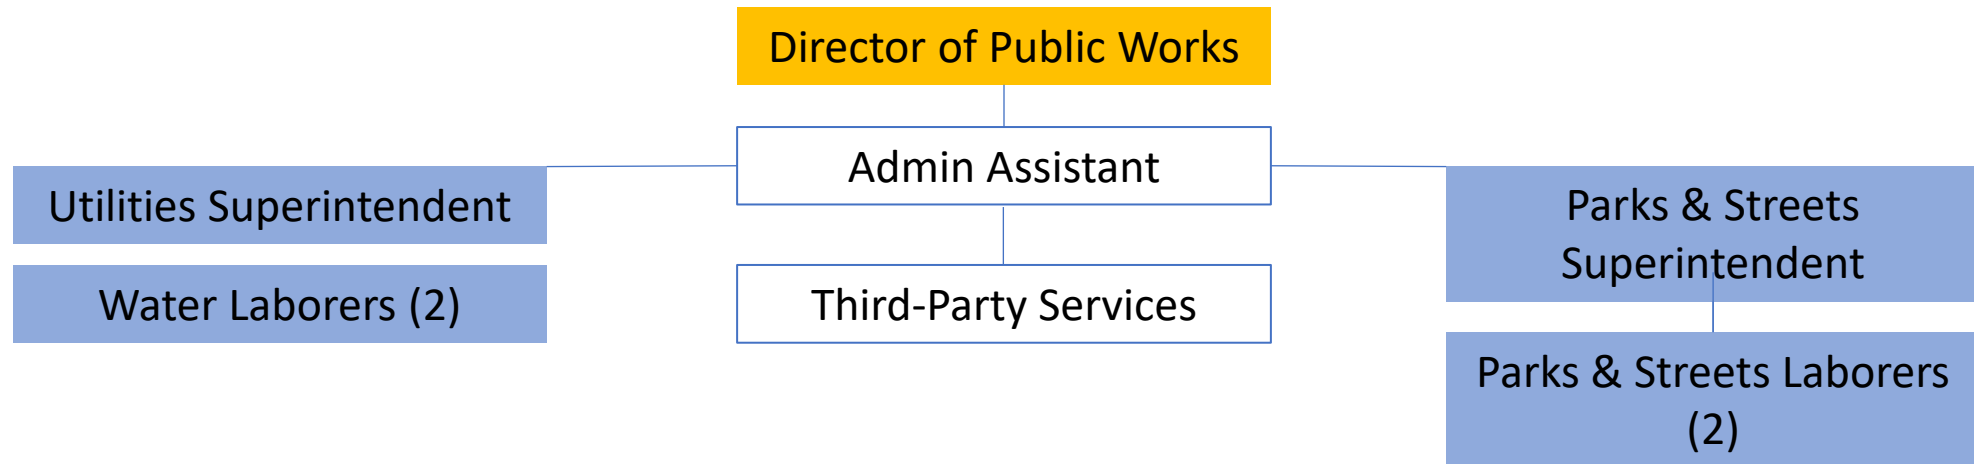 Director of Public Works
Admin Assistant
Utilities Superintendent
Water Laborers (2)
Third-Party Services
Parks & Streets
Superintendent
Parks & Streets Laborers
(2)